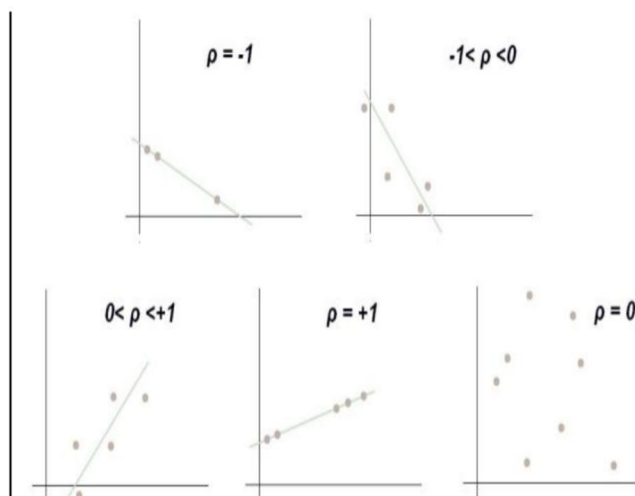 ρ = -1
-1< ρ <0
0< ρ <+1
ρ = +1
ρ = 0